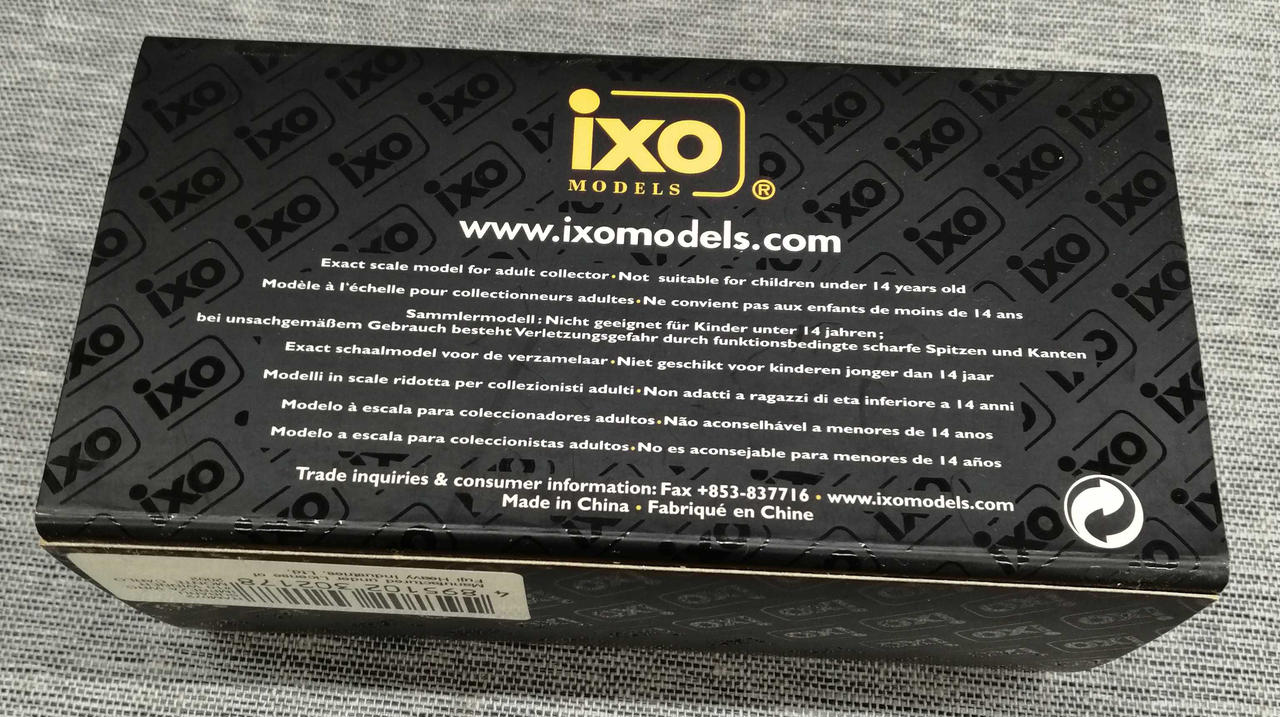 ixo
MODELS ®
www.ixomodels.com
Exact scale model for adult collector • Not suitable for children under 14 years old
Modèle à l'échelle pour collectionneurs adultes • Ne convient pas aux enfants de moins de 14 ans
Sammlermodell : Nicht geeignet für Kinder unter 14 jahren ;
bei unsachgemäßem Gebrauch besteht Verletzungsgefahr durch funktionsbedingte scharfe Spitzen und Kanten
Exact schaalmodel voor de verzamelaar • Niet geschikt voor kinderen jonger dan 14 jaar
Modelli in scale ridotta per collezionisti adulti • Non adatti a ragazzi di eta inferiore a 14 anni
Modelo à escala para coleccionadores adultos • Não aconselhável a menores de 14 anos
Modelo a escala para coleccionistas adultos • No es aconsejable para menores de 14 años
Trade inquiries & consumer information: Fax +853-837716 • www.ixomodels.com
Made in China • Fabriqué en Chine
Fuji Heavy Industries, LTD.